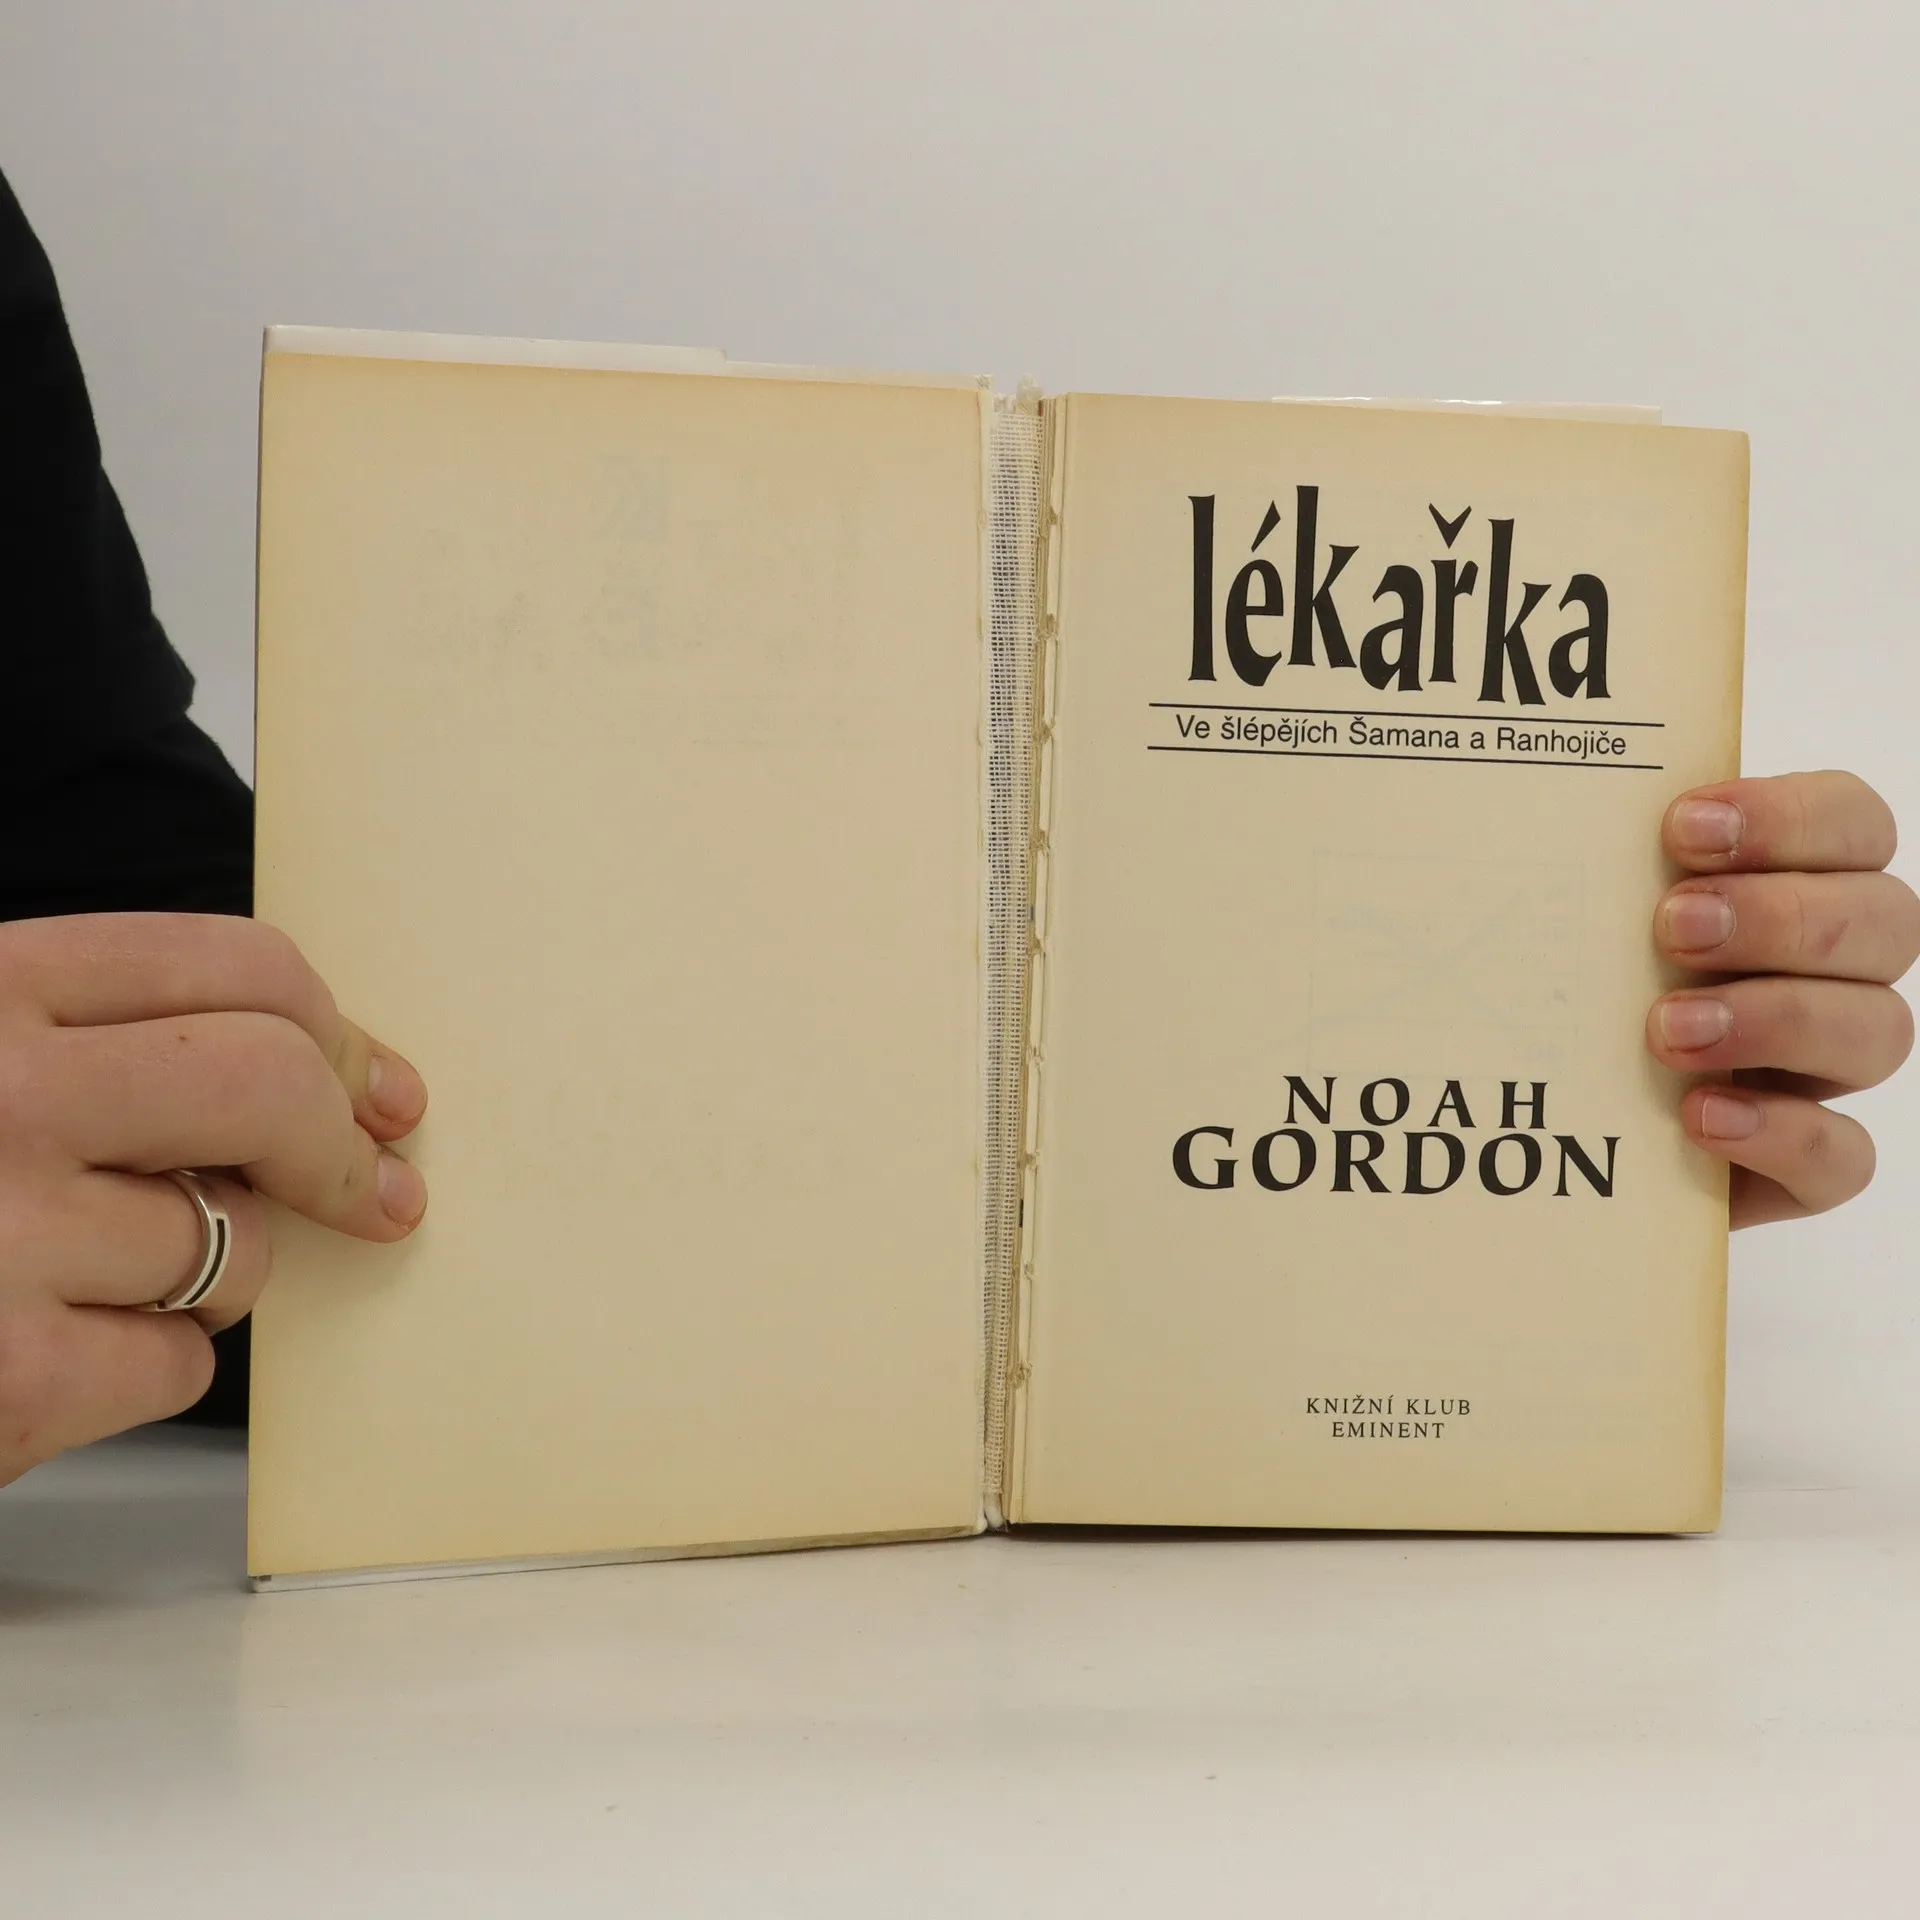 lékařka
Ve šlépějích Šamana a Ranhojiče
NOAH
GORDON
KNIŽNÍ KLUB
EMINENT